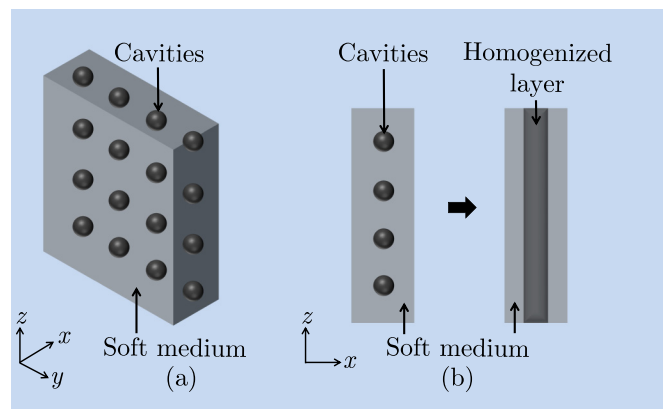 Cavities
Soft medium
z
x
y
(a)
Cavities
Homogenized
layer
Soft medium
z
x
(b)